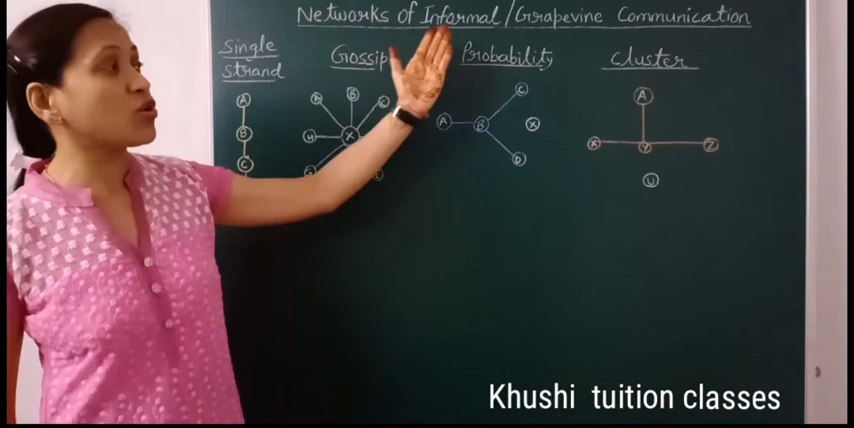 Networks of Informal/Grapevine Communication
Single
strand
Gossip
Probability
Cluster
A
B
C
A
B
C
H
X
G
A
B
C
X
D
A
X
Y
Z
U
Khushi tuition classes